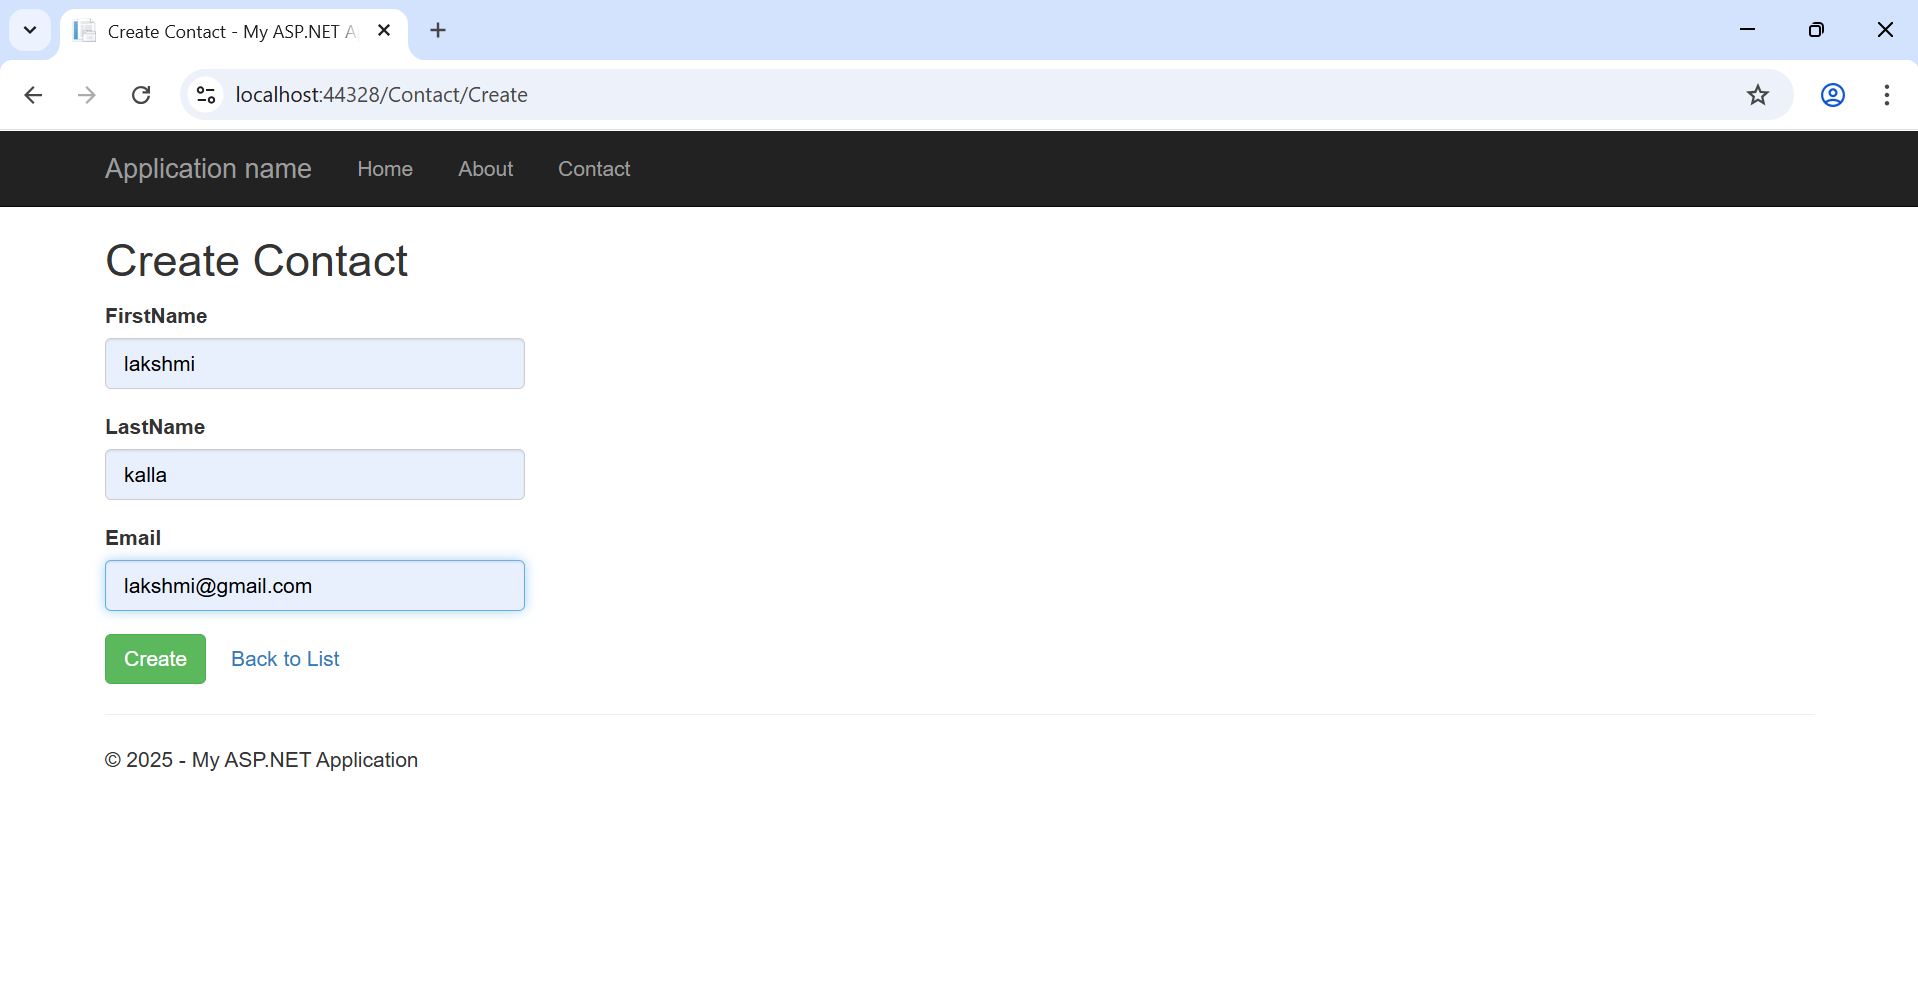 Create Contact - My ASP.NET A
localhost:44328/Contact/Create
Application name Home About Contact
Create Contact
FirstName
lakshmi
LastName
kalla
Email
lakshmi@gmail.com
Create Back to List
© 2025 - My ASP.NET Application